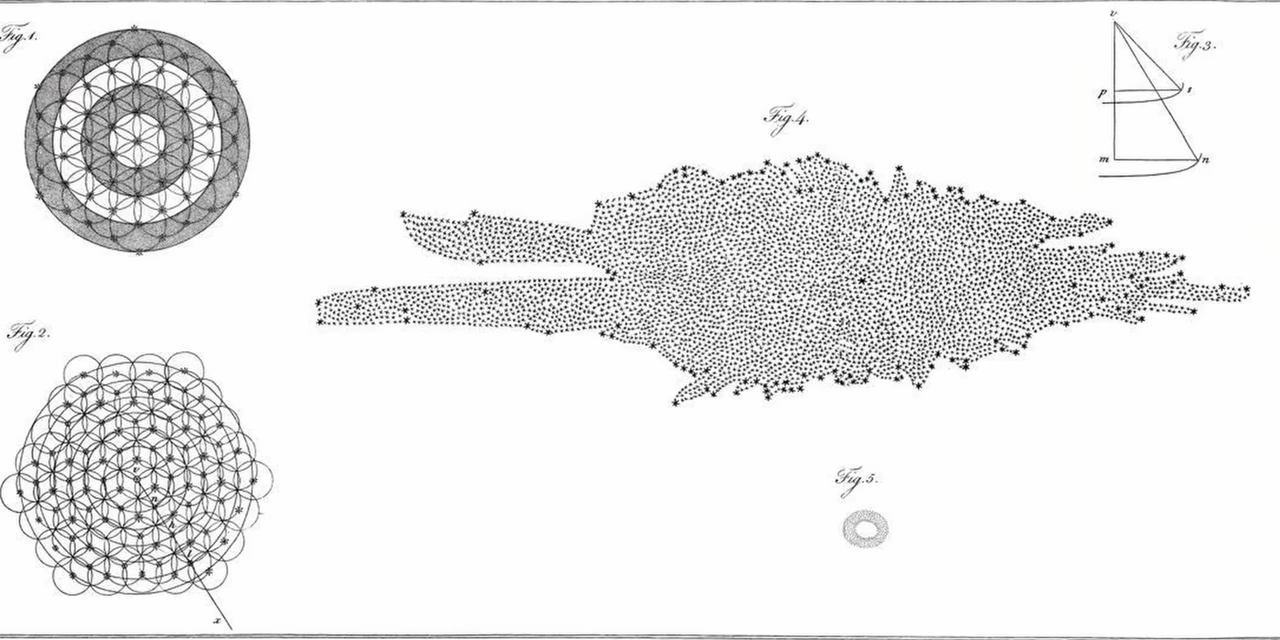 Fig. 1.
Fig. 2.
v
n
h
l
x
Fig. 3.
v
p s
m n
Fig. 4.
Fig. 5.